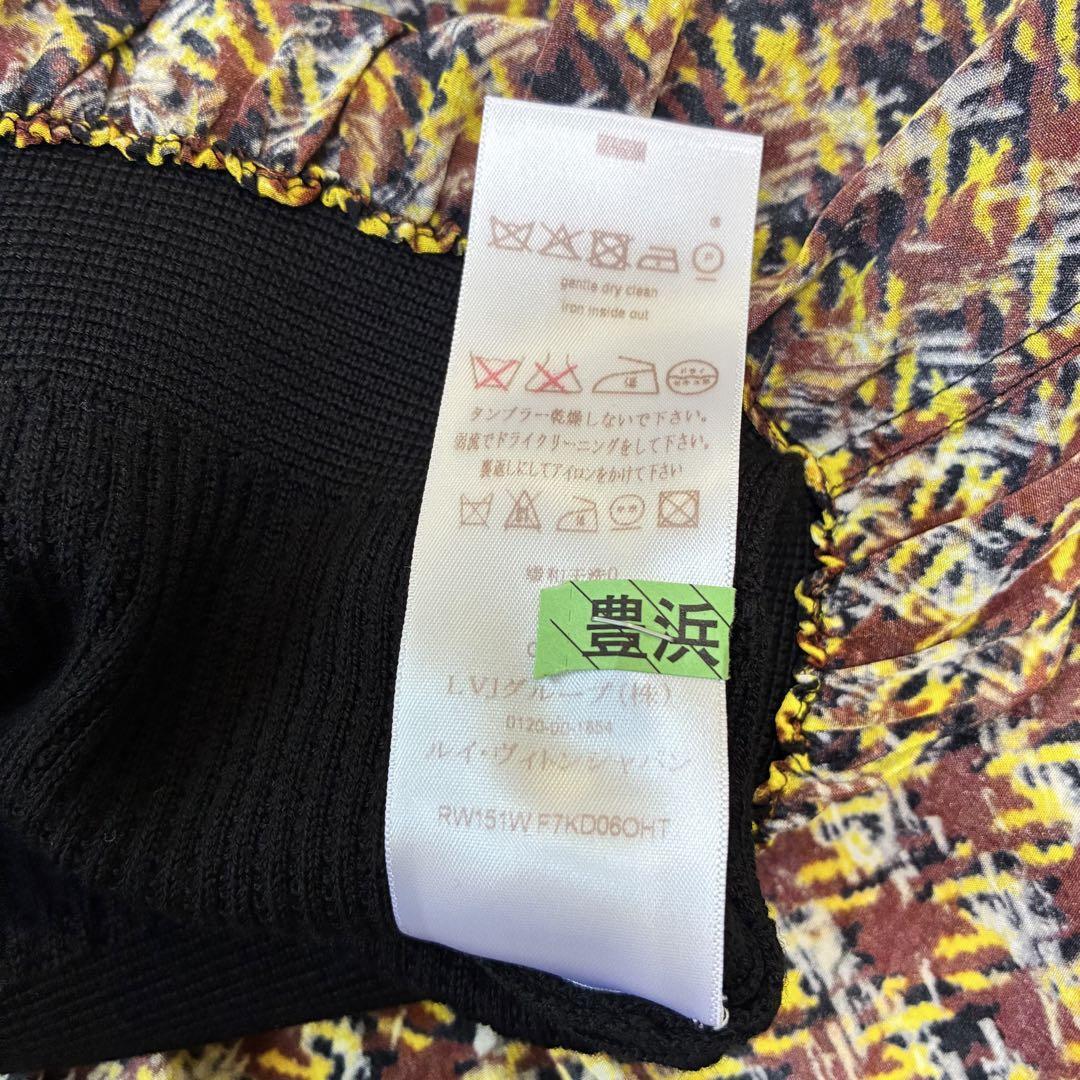 gentle dry clean
iron inside out
タンブラー乾燥しないで下さい。
弱流でドライクリーニングをして下さい。
裏返しにしてアイロンをかけて下さい
豊浜
LVJグループ(株)
0120-00-1854
ルイ・ヴィトンジャパン
RW151W F7KD06OHT